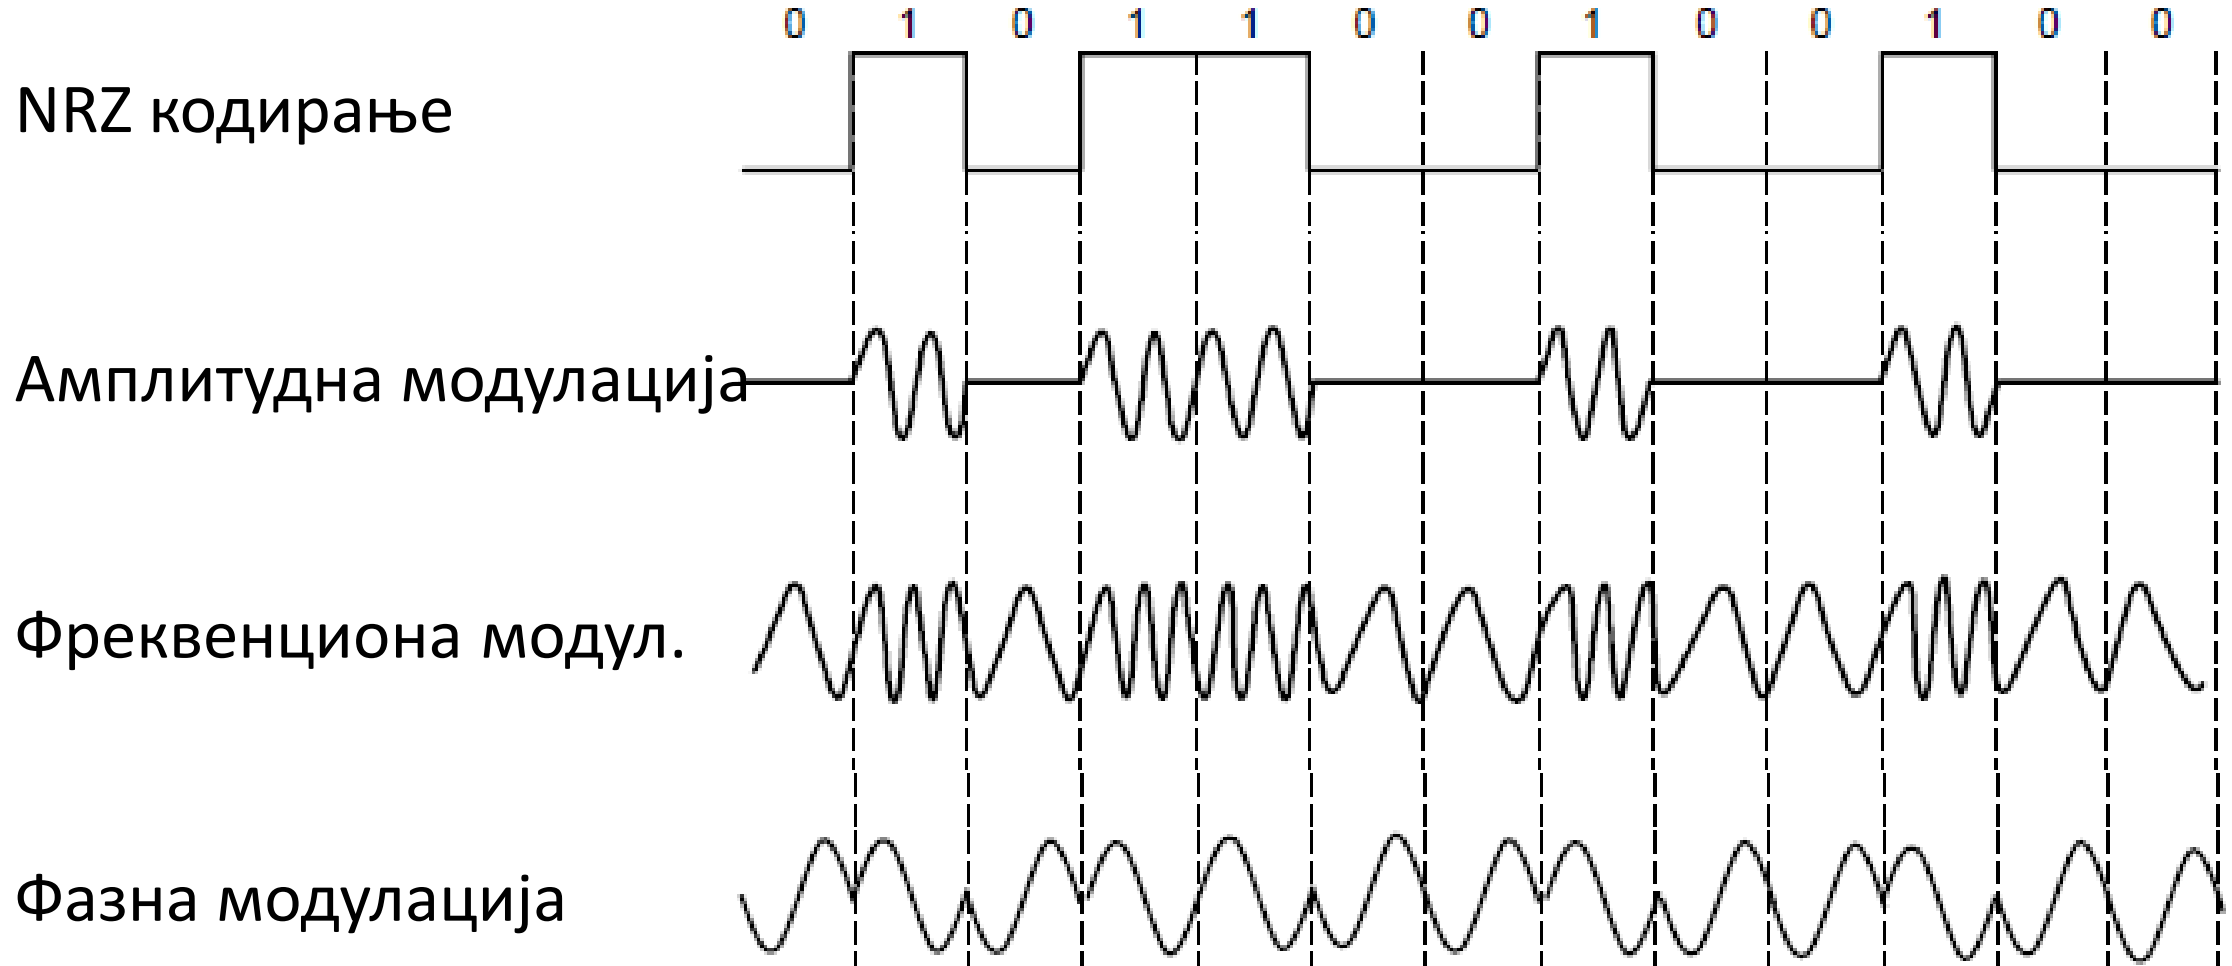 0 1 0 1 1 0 0 1 0 0 1 0 0
NRZ кодирање
Амплитудна модулација
Фреквенциона модул.
Фазна модулација